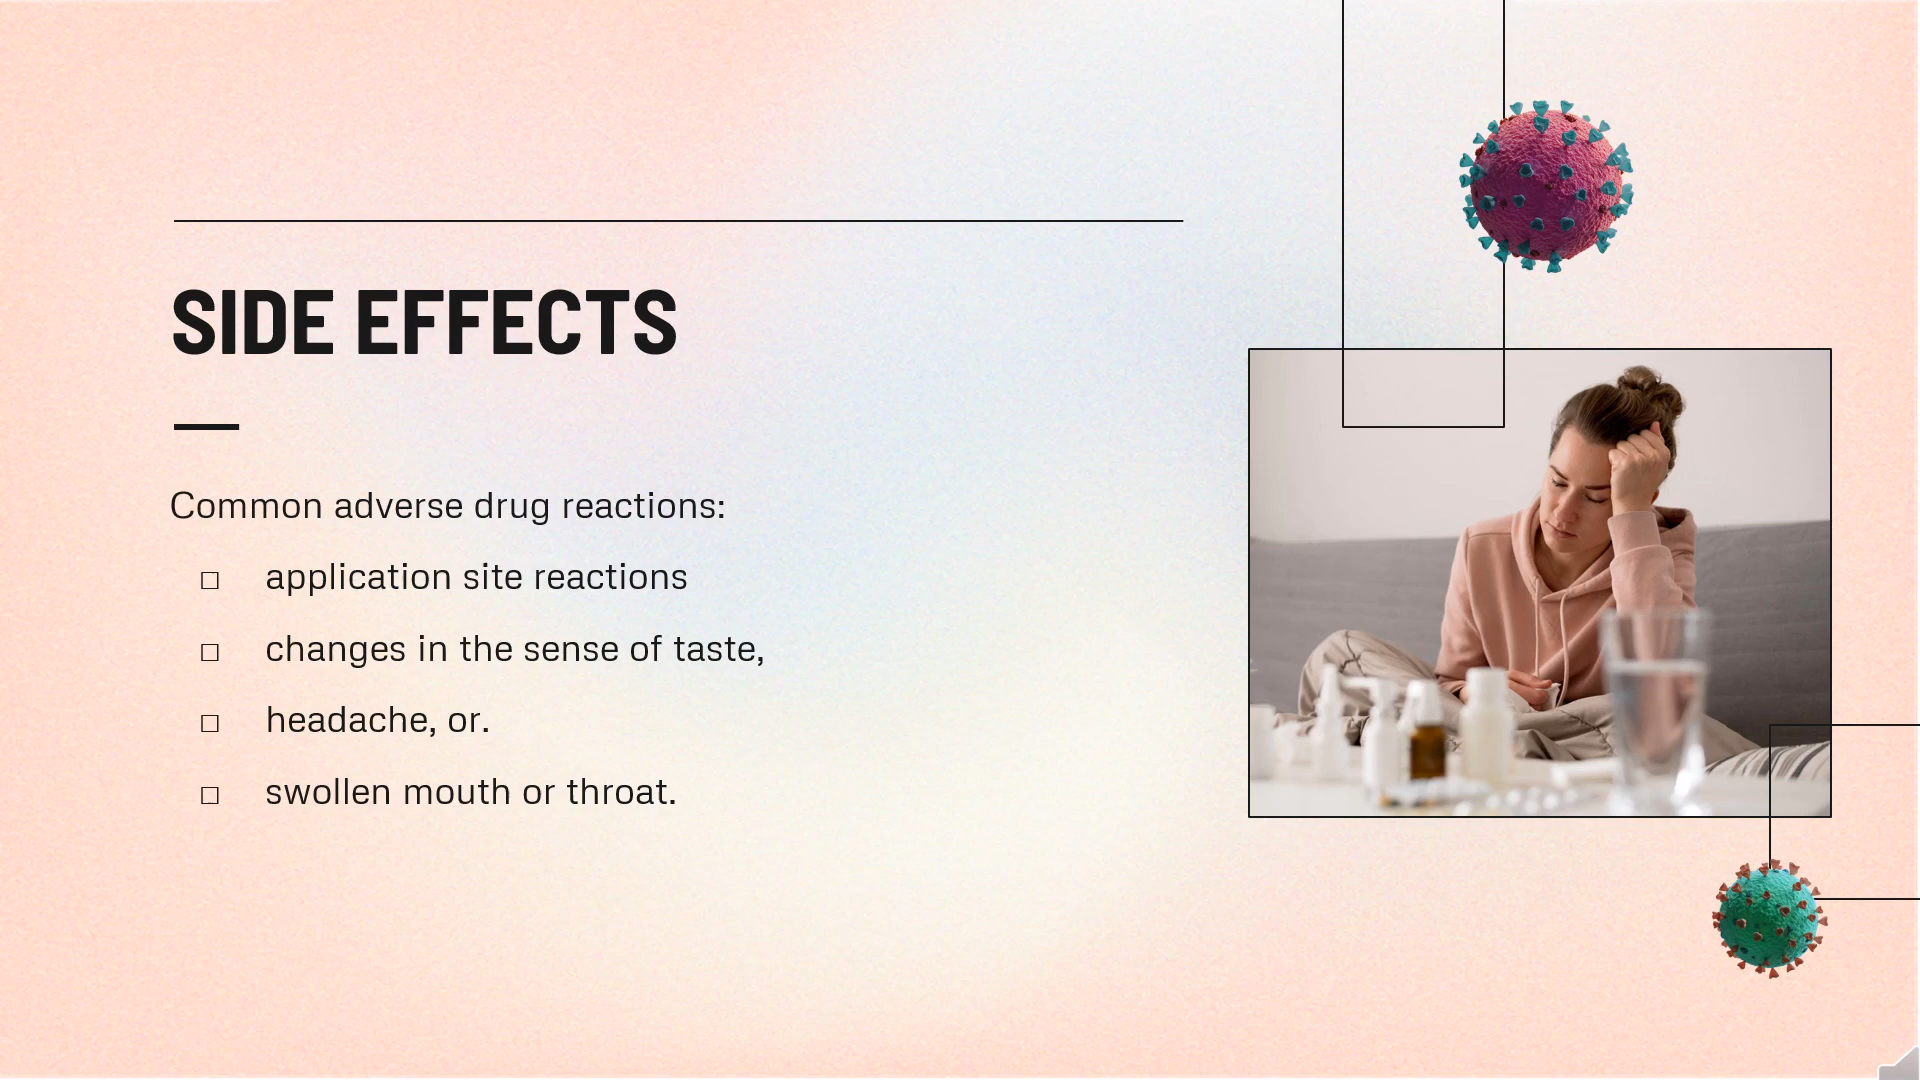 SIDE EFFECTS
Common adverse drug reactions:
□ application site reactions
□ changes in the sense of taste,
□ headache, or.
□ swollen mouth or throat.